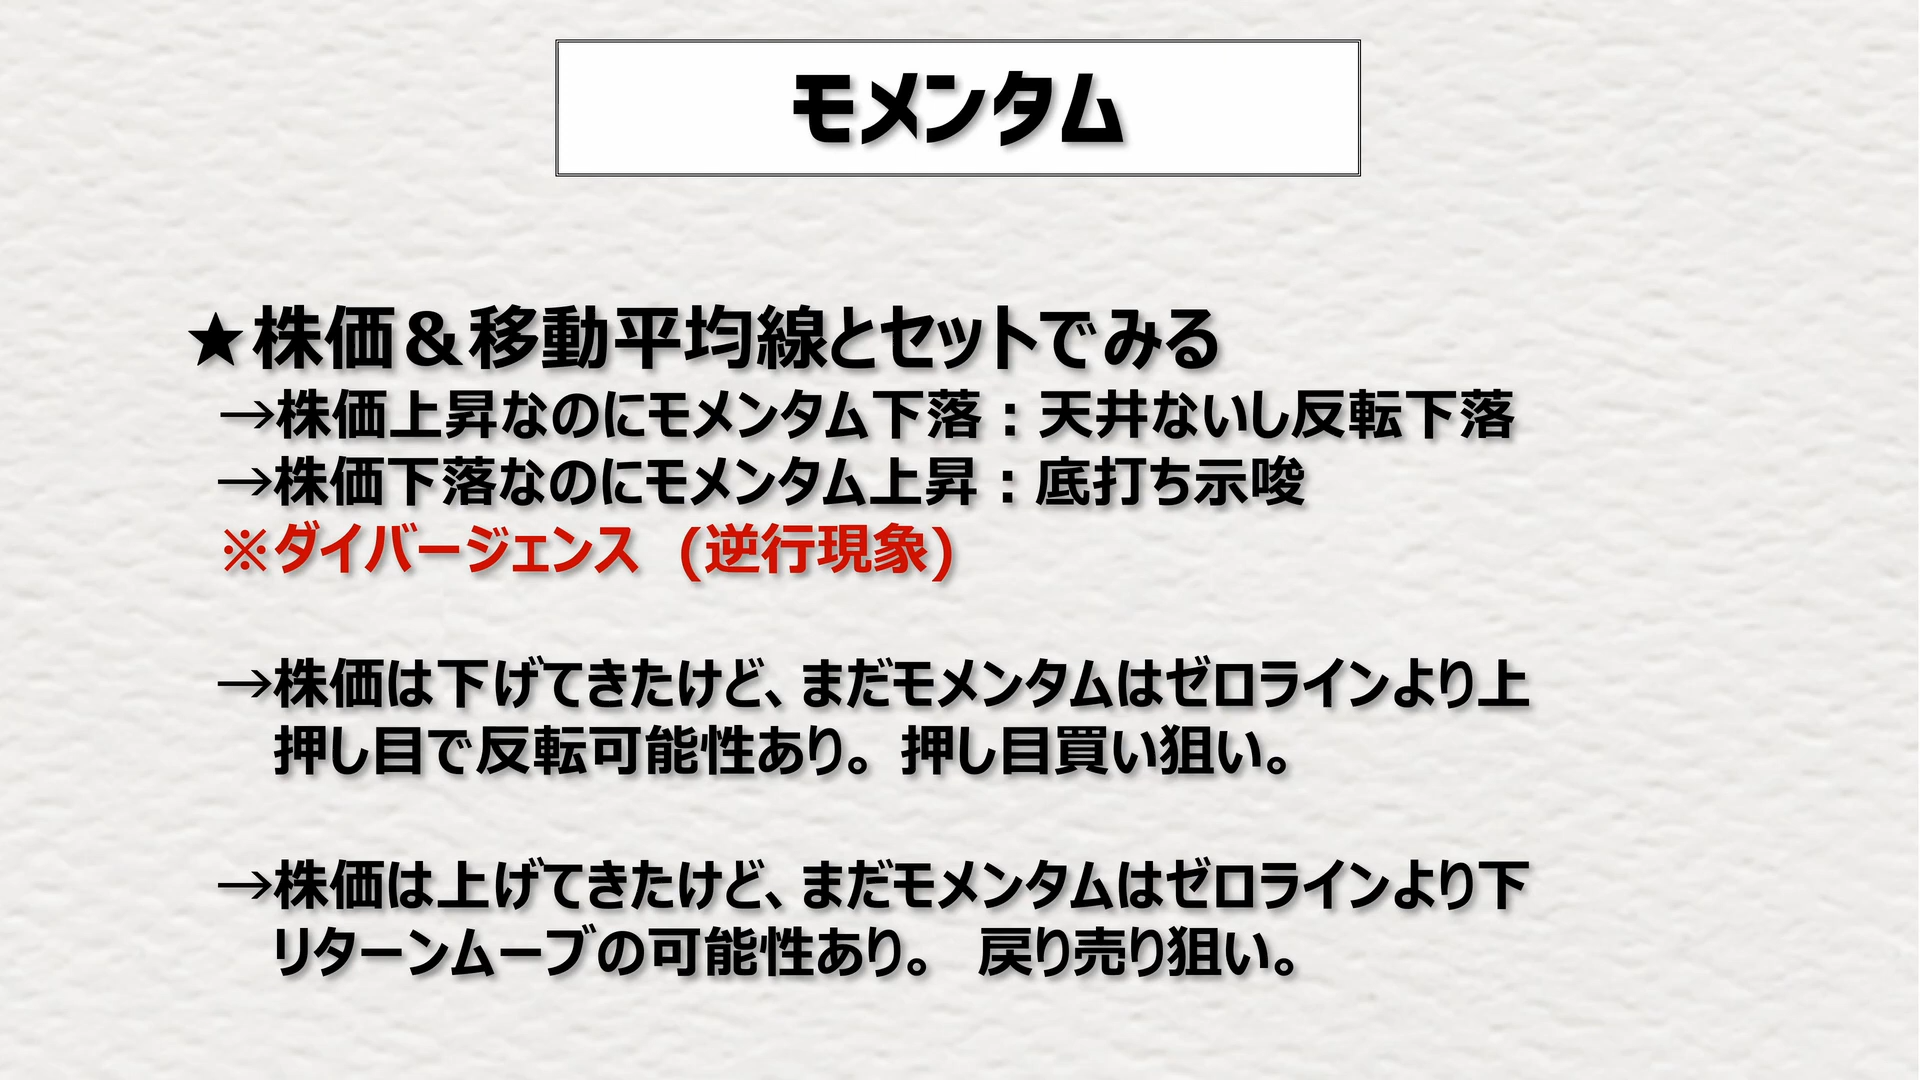 モメンタム
★株価＆移動平均線とセットでみる
→株価上昇なのにモメンタム下落：天井ないし反転下落
→株価下落なのにモメンタム上昇：底打ち示唆
※ダイバージェンス (逆行現象)
→株価は下げてきたけど、まだモメンタムはゼロラインより上
押し目で反転可能性あり。押し目買い狙い。
→株価は上げてきたけど、まだモメンタムはゼロラインより下
リターンムーブの可能性あり。 戻り売り狙い。